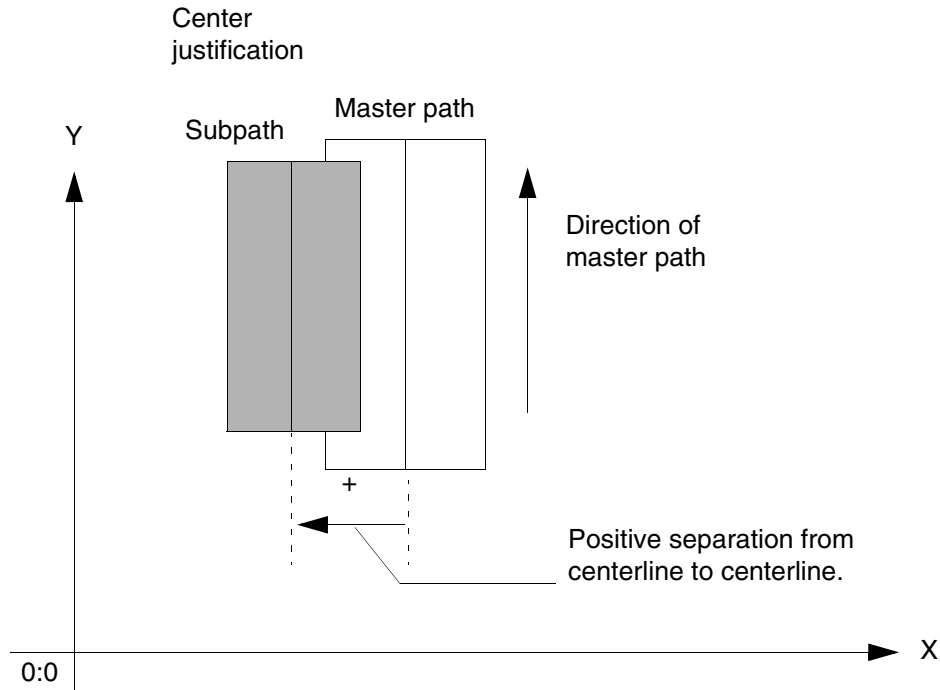 Center
justification
Master path
Subpath
Y
Direction of
master path
+
Positive separation from
centerline to centerline.
X
0:0